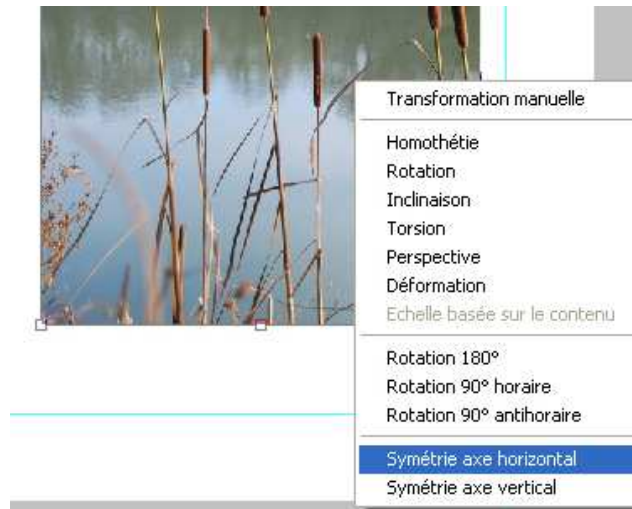 Transformation manuelle
Homothétie
Rotation
Inclinaison
Torsion
Perspective
Déformation
Echelle basée sur le contenu
Rotation 180°
Rotation 90° horaire
Rotation 90° antihoraire
Symétrie axe horizontal
Symétrie axe vertical